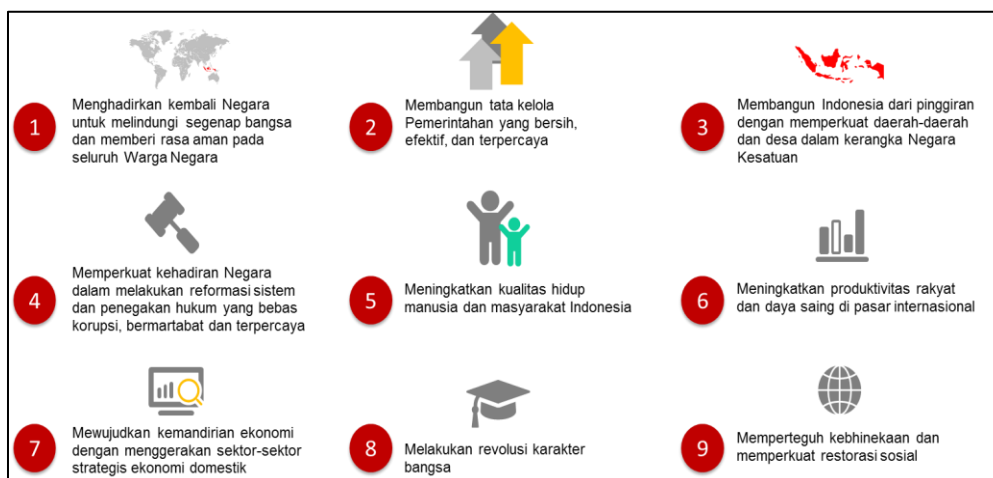 1
Menghadirkan kembali Negara
untuk melindungi segenap bangsa
dan memberi rasa aman pada
seluruh Warga Negara
2
Membangun tata kelola
Pemerintahan yang bersih,
efektif, dan terpercaya
3
Membangun Indonesia dari pinggiran
dengan memperkuat daerah-daerah
dan desa dalam kerangka Negara
Kesatuan
4
Memperkuat kehadiran Negara
dalam melakukan reformasi sistem
dan penegakan hukum yang bebas
korupsi, bermartabat dan terpercaya
5
Meningkatkan kualitas hidup
manusia dan masyarakat Indonesia
6
Meningkatkan produktivitas rakyat
dan daya saing di pasar internasional
7
Mewujudkan kemandirian ekonomi
dengan menggerakan sektor-sektor
strategis ekonomi domestik
8
Melakukan revolusi karakter
bangsa
9
Memperteguh kebhinekaan dan
memperkuat restorasi sosial